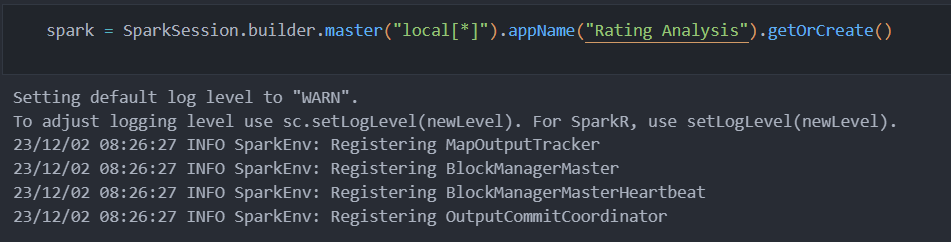 spark = SparkSession.builder.master("local[*]").appName("Rating Analysis").getOrCreate()
Setting default log level to "WARN".
To adjust logging level use sc.setLogLevel(newLevel). For SparkR, use setLogLevel(newLevel).
23/12/02 08:26:27 INFO SparkEnv: Registering MapOutputTracker
23/12/02 08:26:27 INFO SparkEnv: Registering BlockManagerMaster
23/12/02 08:26:27 INFO SparkEnv: Registering BlockManagerMasterHeartbeat
23/12/02 08:26:27 INFO SparkEnv: Registering OutputCommitCoordinator